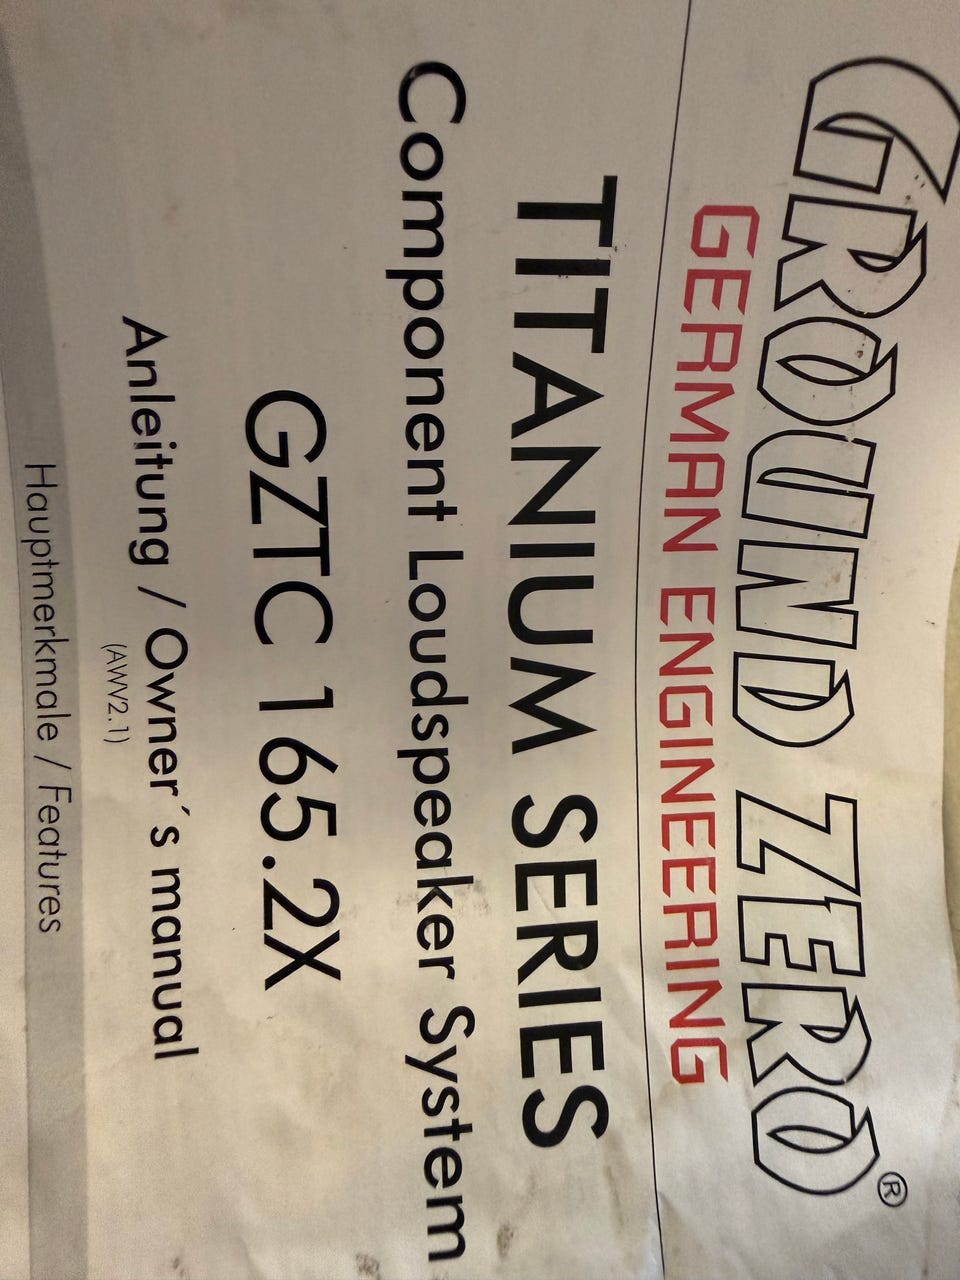 GROUND ZERO®
GERMAN ENGINEERING
TITANIUM SERIES
Component Loudspeaker System
GZTC 165.2X
Anleitung / Owner´s manual
(AWV2.1)
Hauptmerkmale / Features